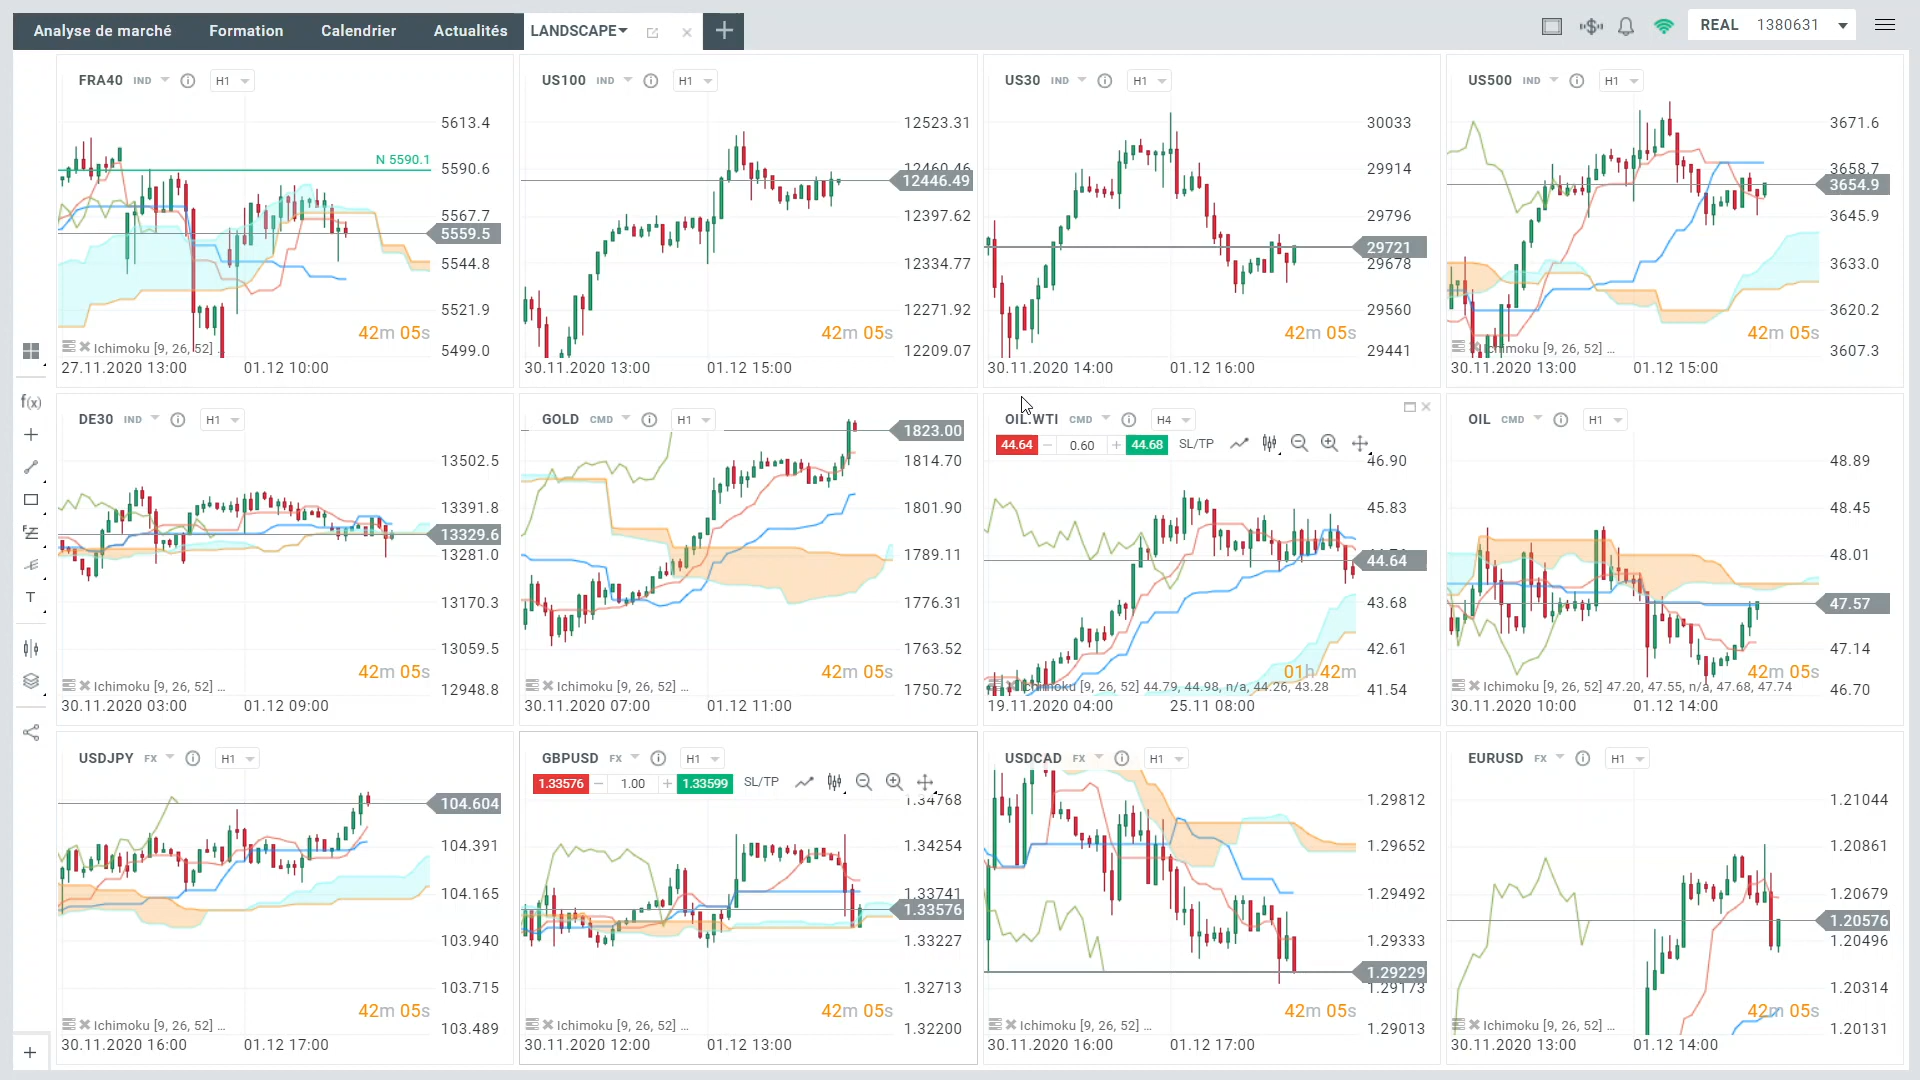 Analyse de marché Formation Calendrier Actualités LANDSCAPE REAL 1380631
FRA40 IND H1
5613.4
N 5590.1
5590.6
5567.7
5559.5
5544.8
5521.9
42m 05s
Ichimoku [9, 26, 52] ...
5499.0
27.11.2020 13:00 01.12 10:00
US100 IND H1
12523.31
12460.46
12446.49
12397.62
12334.77
12271.92
42m 05s
12209.07
30.11.2020 13:00 01.12 15:00
US30 IND H1
30033
29914
29796
29721
29678
29560
42m 05s
29441
30.11.2020 14:00 01.12 16:00
US500 IND H1
3671.6
3658.7
3654.9
3645.9
3633.0
3620.2
42m 05s
Ichimoku [9, 26, 52] ...
3607.3
30.11.2020 13:00 01.12 15:00
f(x)
T
DE30 IND H1
13502.5
13391.8
13329.6
13281.0
13170.3
13059.5
42m 05s
Ichimoku [9, 26, 52] ...
12948.8
30.11.2020 03:00 01.12 09:00
GOLD CMD H1
1823.00
1814.70
1801.90
1789.11
1776.31
1763.52
42m 05s
Ichimoku [9, 26, 52] ...
1750.72
30.11.2020 07:00 01.12 11:00
OIL.WTI CMD H4
44.64 0.60 44.68 SL/TP
46.90
45.83
44.64
43.68
42.61
01h 42m
Ichimoku [9, 26, 52] 44.79, 44.98, n/a, 44.26, 43.28
41.54
19.11.2020 04:00 25.11 08:00
OIL CMD H1
48.89
48.45
48.01
47.57
47.14
42m 05s
Ichimoku [9, 26, 52] 47.20, 47.55, n/a, 47.68, 47.74
46.70
30.11.2020 10:00 01.12 14:00
USDJPY FX H1
104.604
104.391
104.165
103.940
103.715
42m 05s
Ichimoku [9, 26, 52] ...
103.489
30.11.2020 16:00 01.12 17:00
GBPUSD FX H1
1.33576 1.00 1.33599 SL/TP
1.34768
1.34254
1.33741
1.33576
1.33227
1.32713
42m 05s
Ichimoku [9, 26, 52] ...
1.32200
30.11.2020 12:00 01.12 13:00
USDCAD FX H1
1.29812
1.29652
1.29492
1.29333
1.29229
1.29173
42m 05s
Ichimoku [9, 26, 52] ...
1.29013
30.11.2020 16:00 01.12 17:00
EURUSD FX H1
1.21044
1.20861
1.20679
1.20576
1.20496
1.20314
42m 05s
Ichimoku [9, 26, 52] ...
1.20131
30.11.2020 13:00 01.12 14:00